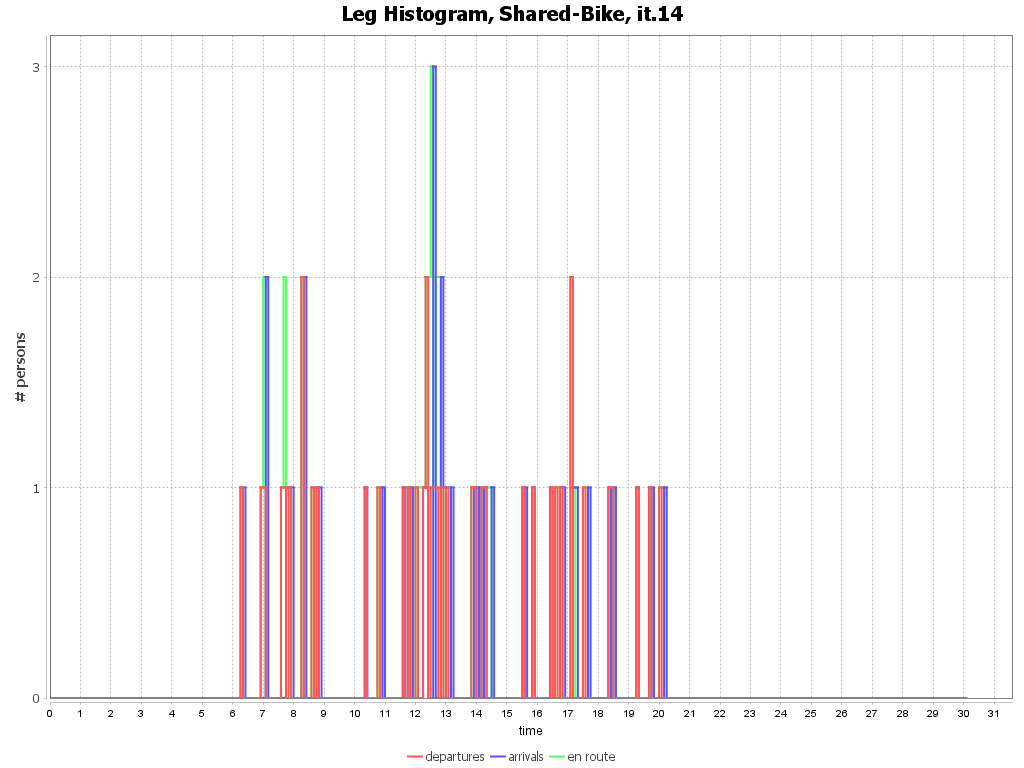 Leg Histogram, Shared-Bike, it.14
# persons
3
2
1
0
0 1 2 3 4 5 6 7 8 9 10 11 12 13 14 15 16 17 18 19 20 21 22 23 24 25 26 27 28 29 30 31
time
departures arrivals en route